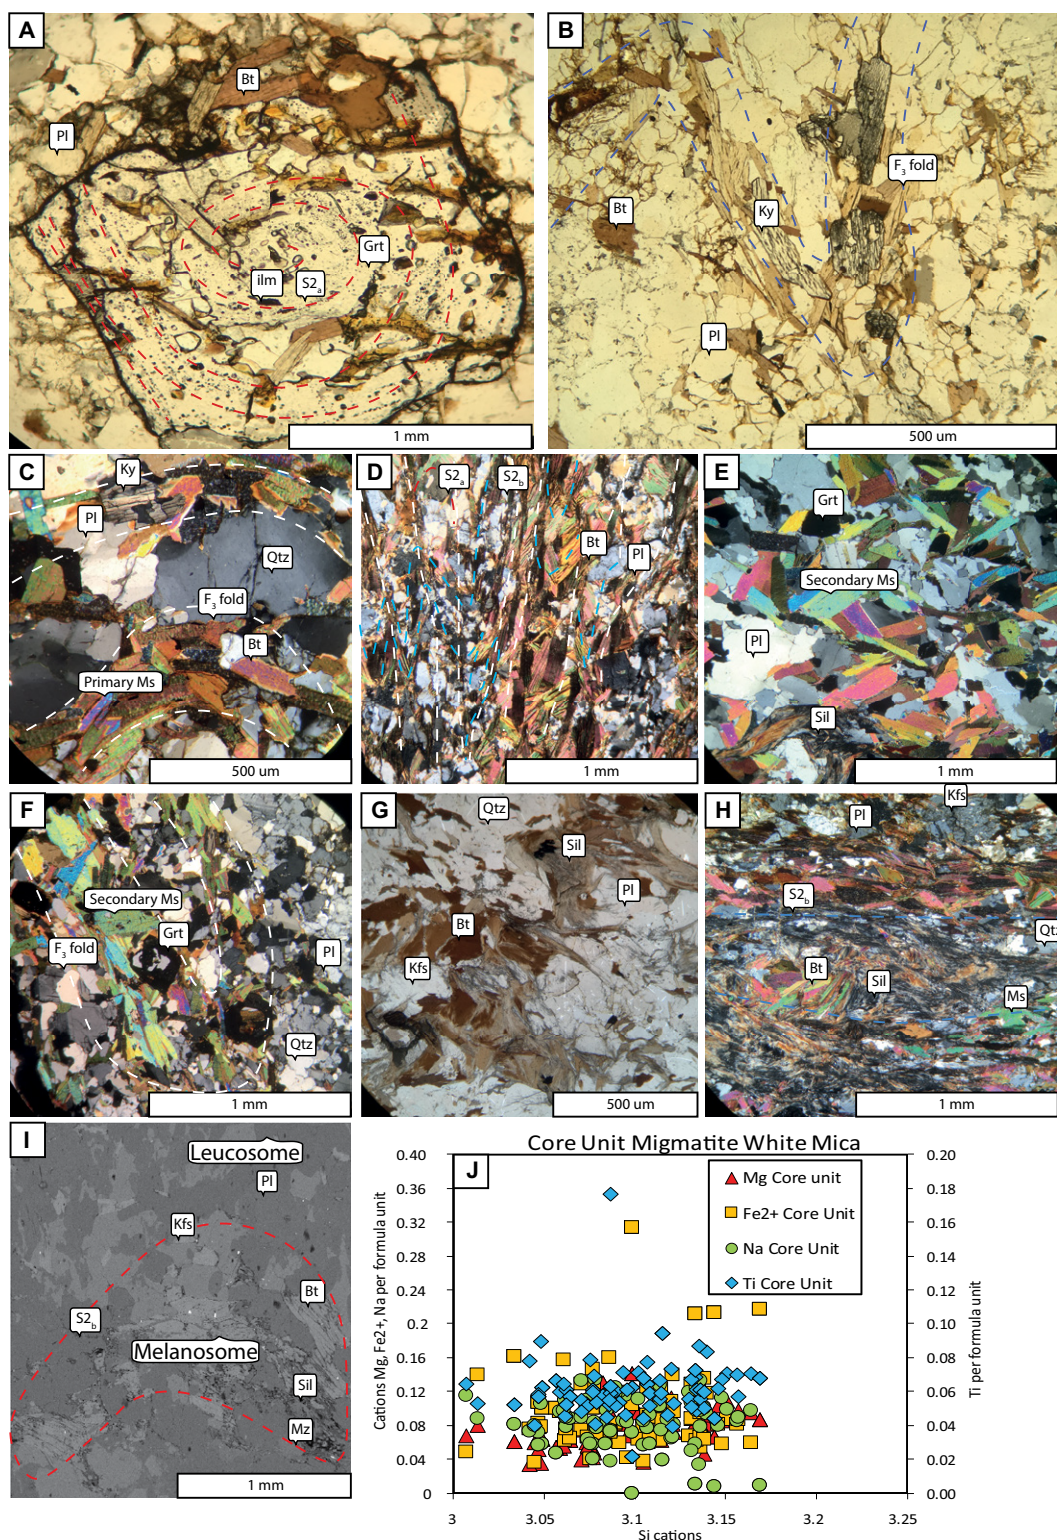 A
Bt
Pl
Grt
ilm
S2a
1 mm
B
F3 fold
Bt
Ky
Pl
500 um
C
Ky
Pl
Qtz
F3 fold
Bt
Primary Ms
500 um
D
S2a
S2b
Bt
Pl
1 mm
E
Grt
Secondary Ms
Pl
Sil
1 mm
F
Secondary Ms
Grt
F3 fold
Pl
Qtz
1 mm
G
Qtz
Sil
Pl
Bt
Kfs
500 um
H
Kfs
Pl
S2b
Qtz
Bt
Sil
Ms
1 mm
I
Leucosome
Pl
Kfs
Bt
S2b
Melanosome
Sil
Mz
1 mm
Core Unit Migmatite White Mica
J
Mg Core unit
Fe2+ Core Unit
Na Core Unit
Ti Core Unit
Cations Mg, Fe2+, Na per formula unit
0.40
0.36
0.32
0.28
0.24
0.2
0.16
0.12
0.08
0.04
0
Ti per formula unit
0.20
0.18
0.16
0.14
0.12
0.10
0.08
0.06
0.04
0.02
0.00
3
3.05
3.1
3.15
3.2
3.25
Si cations